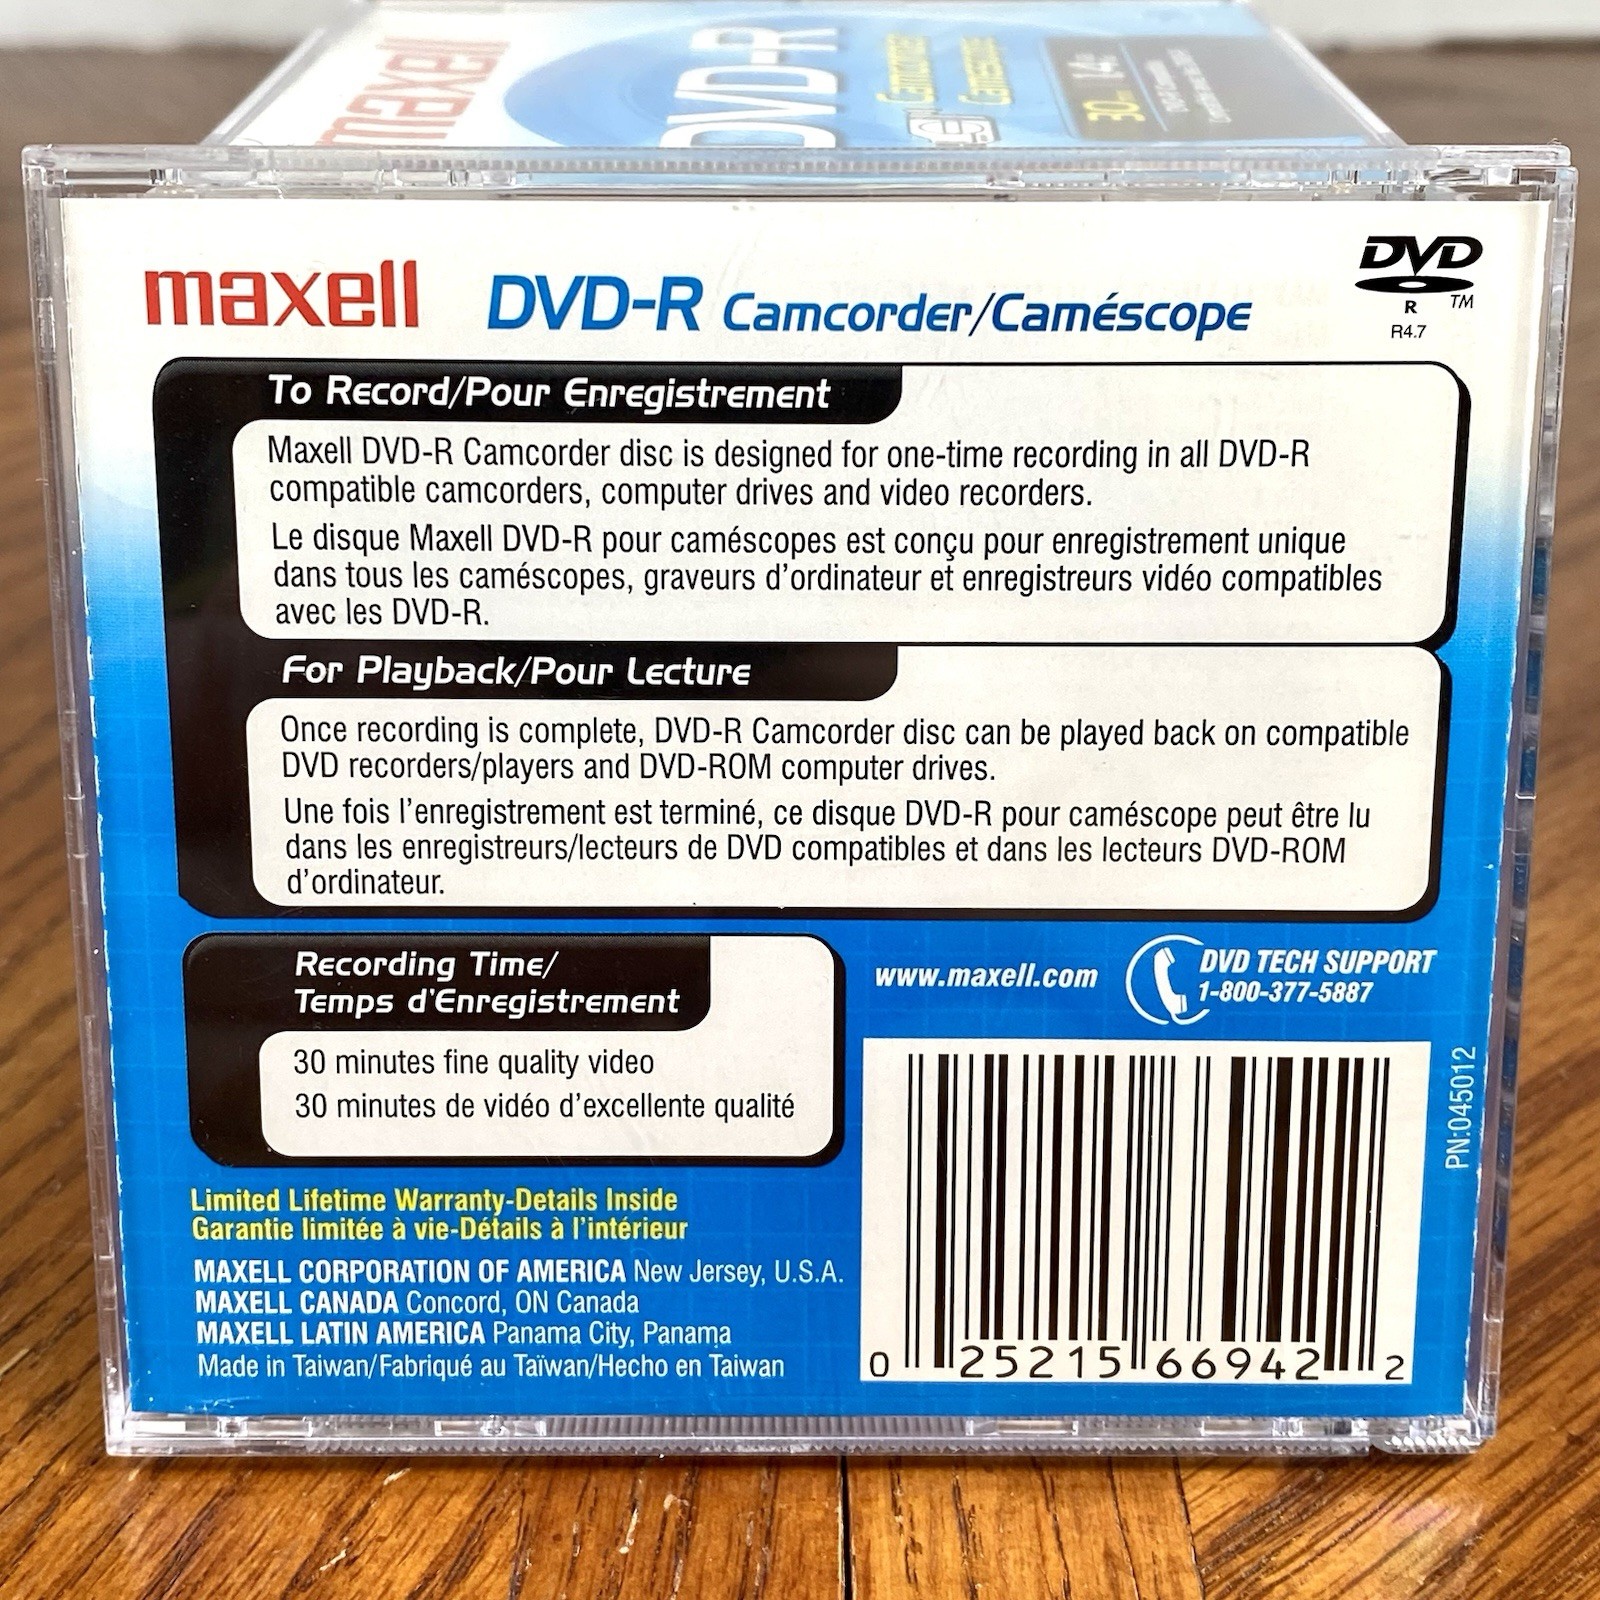 maxell
DVD-R
Camcorder
Caméscope
30
1.4
maxell DVD-R Camcorder/Caméscope
DVD
R
TM
R4.7
To Record/Pour Enregistrement
Maxell DVD-R Camcorder disc is designed for one-time recording in all DVD-R
compatible camcorders, computer drives and video recorders.
Le disque Maxell DVD-R pour caméscopes est conçu pour enregistrement unique
dans tous les caméscopes, graveurs d'ordinateur et enregistreurs vidéo compatibles
avec les DVD-R.
For Playback/Pour Lecture
Once recording is complete, DVD-R Camcorder disc can be played back on compatible
DVD recorders/players and DVD-ROM computer drives.
Une fois l'enregistrement est terminé, ce disque DVD-R pour caméscope peut être lu
dans les enregistreurs/lecteurs de DVD compatibles et dans les lecteurs DVD-ROM
d'ordinateur.
Recording Time/
Temps d'Enregistrement
30 minutes fine quality video
30 minutes de vidéo d'excellente qualité
www.maxell.com
DVD TECH SUPPORT
1-800-377-5887
PN:045012
Limited Lifetime Warranty-Details Inside
Garantie limitée à vie-Détails à l'intérieur
MAXELL CORPORATION OF AMERICA New Jersey, U.S.A.
MAXELL CANADA Concord, ON Canada
MAXELL LATIN AMERICA Panama City, Panama
Made in Taiwan/Fabriqué au Taïwan/Hecho en Taiwan
0 25215 66942 2